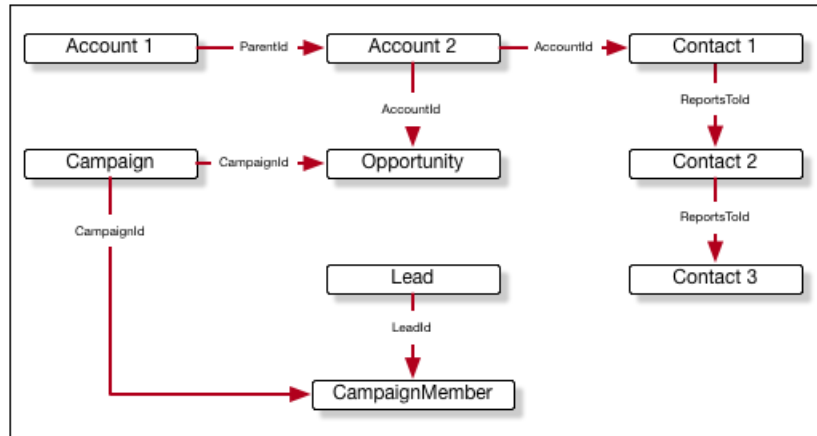 Account 1
ParentId
Account 2
AccountId
Contact 1
AccountId
ReportsToId
Campaign
CampaignId
Opportunity
Contact 2
CampaignId
ReportsToId
Lead
Contact 3
LeadId
CampaignMember